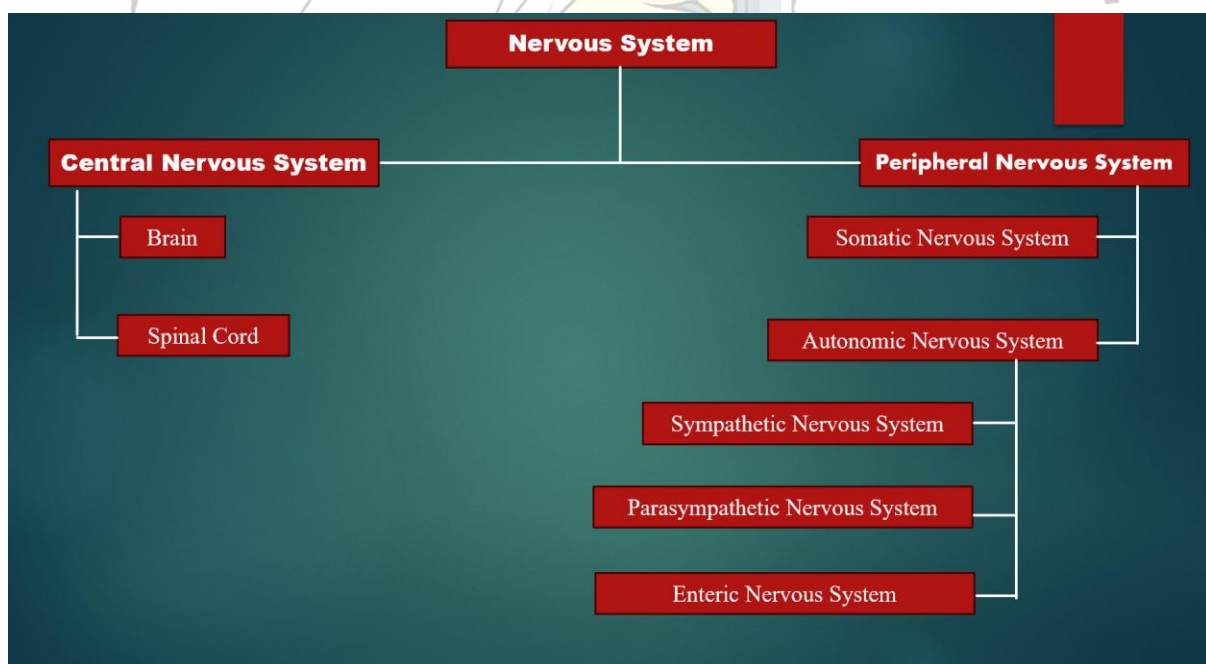 Nervous System
Central Nervous System
Peripheral Nervous System
Brain
Somatic Nervous System
Spinal Cord
Autonomic Nervous System
Sympathetic Nervous System
Parasympathetic Nervous System
Enteric Nervous System